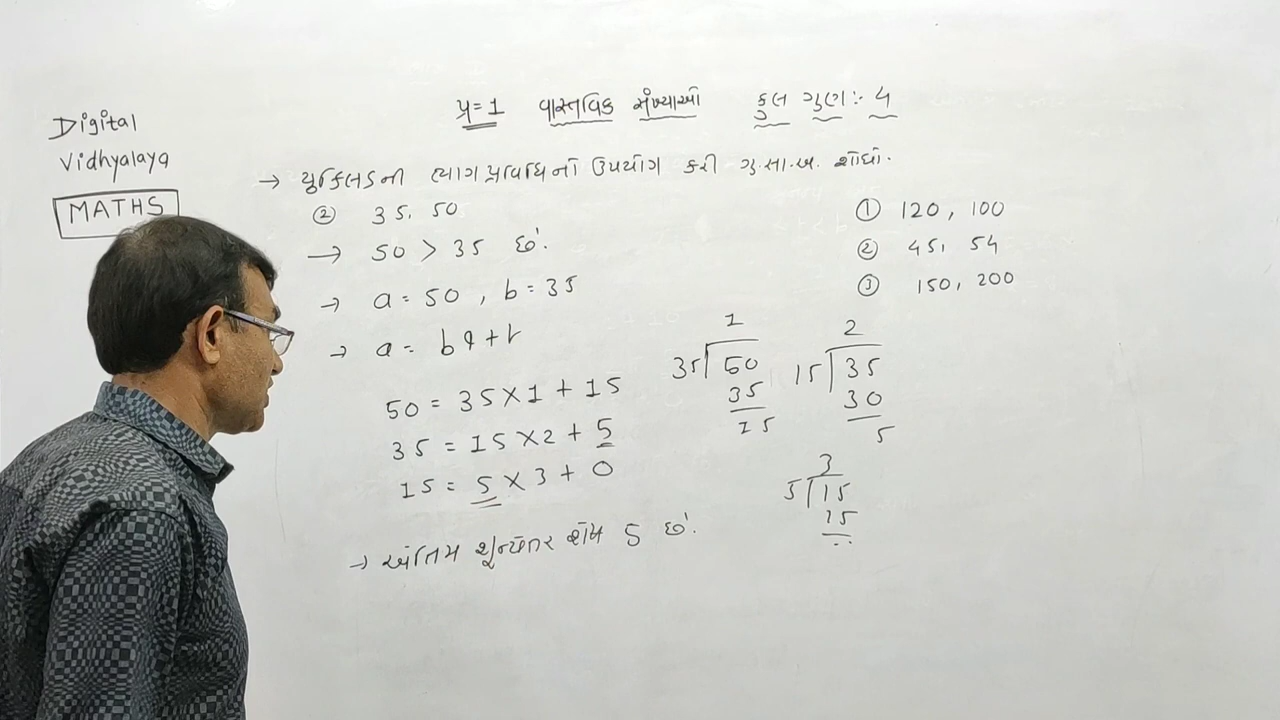 Digital
Vidhyalaya
MATHS
પ્ર=1 વાસ્તવિક સંખ્યાઓ કુલ ગુણ:- 4
→ યુક્લિડની ભાગપ્રવિધિનો ઉપયોગ કરી ગુ.સા.અ. શોધો.
② 35, 50
→ 50 > 35 છે.
→ a = 50 , b = 35
→ a = bq + r
50 = 35 × 1 + 15
35 = 15 × 2 + 5
15 = 5 × 3 + 0
→ અંતિમ શૂન્યેતર શેષ 5 છે.
① 120, 100
② 45, 54
③ 150, 200
1
35 50
35
15
2
15 35
30
5
3
5 15
15
..